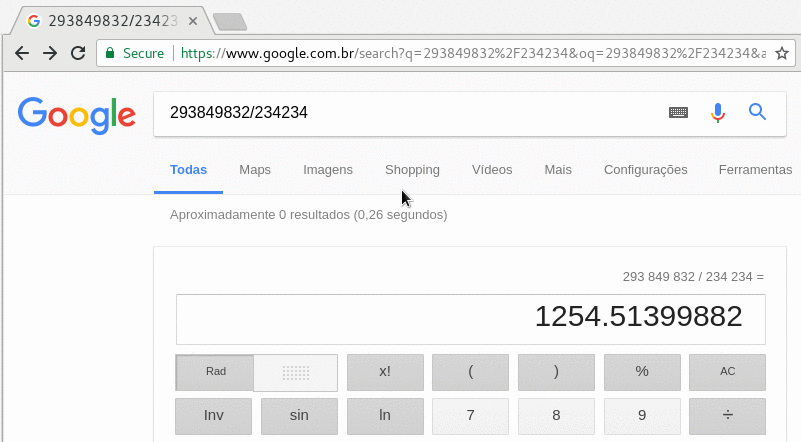 293849832/23423
Secure https://www.google.com.br/search?q=293849832%2F234234&oq=293849832%2F234234&a
Google 293849832/234234
Todas Maps Imagens Shopping Vídeos Mais Configurações Ferramentas
Aproximadamente 0 resultados (0,26 segundos)
293 849 832 / 234 234 =
1254.51399882
Rad x! ( ) % AC
Inv sin ln 7 8 9 ÷